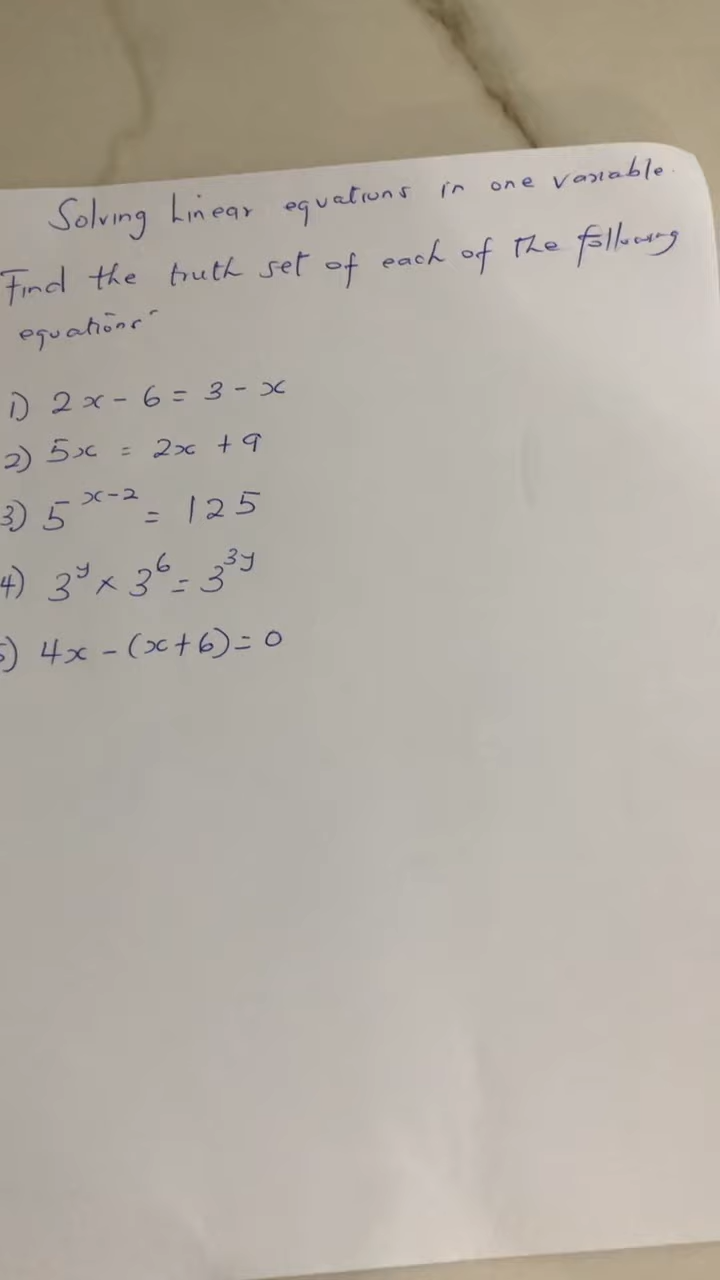 Solving Linear equations in one variable.
Find the truth set of each of the following
equations
1) 2x - 6 = 3 - x
2) 5x = 2x + 9
3) 5^{x-2} = 125
4) 3^y × 3^6 = 3^{3y}
5) 4x - (x + 6) = 0